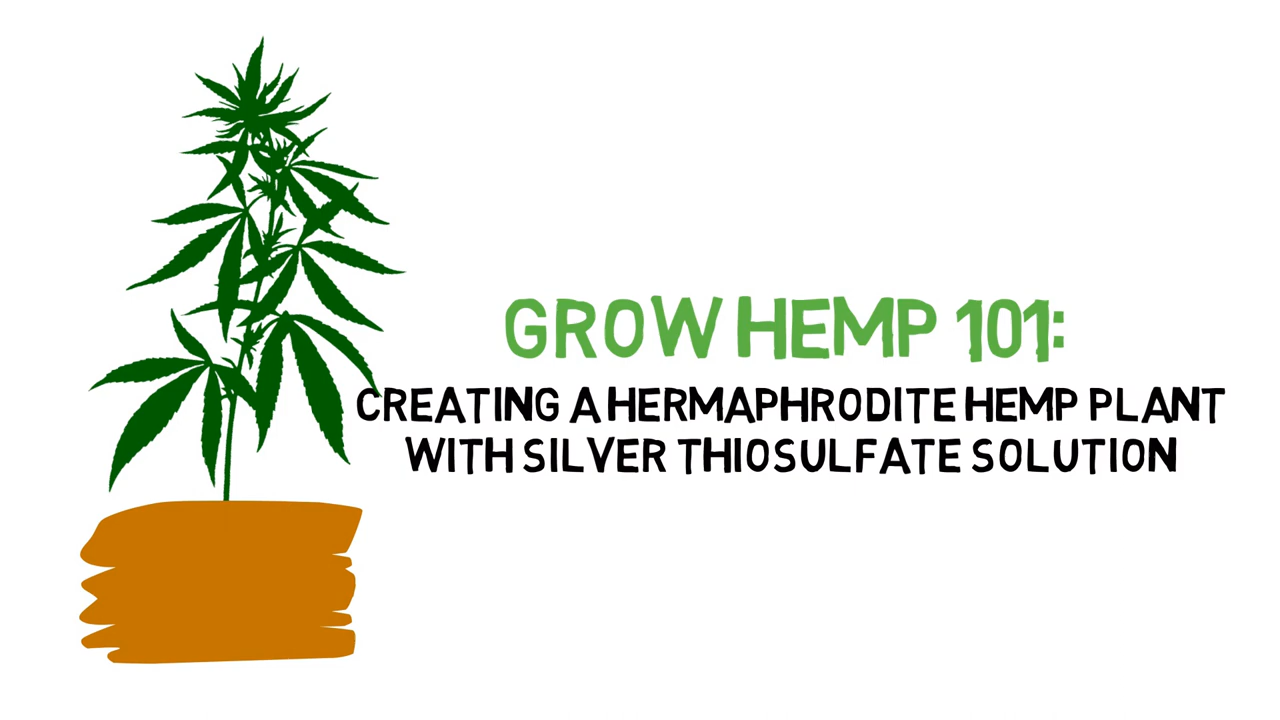 GROW HEMP 101:
CREATING A HERMAPHRODITE HEMP PLANT
WITH SILVER THIOSULFATE SOLUTION